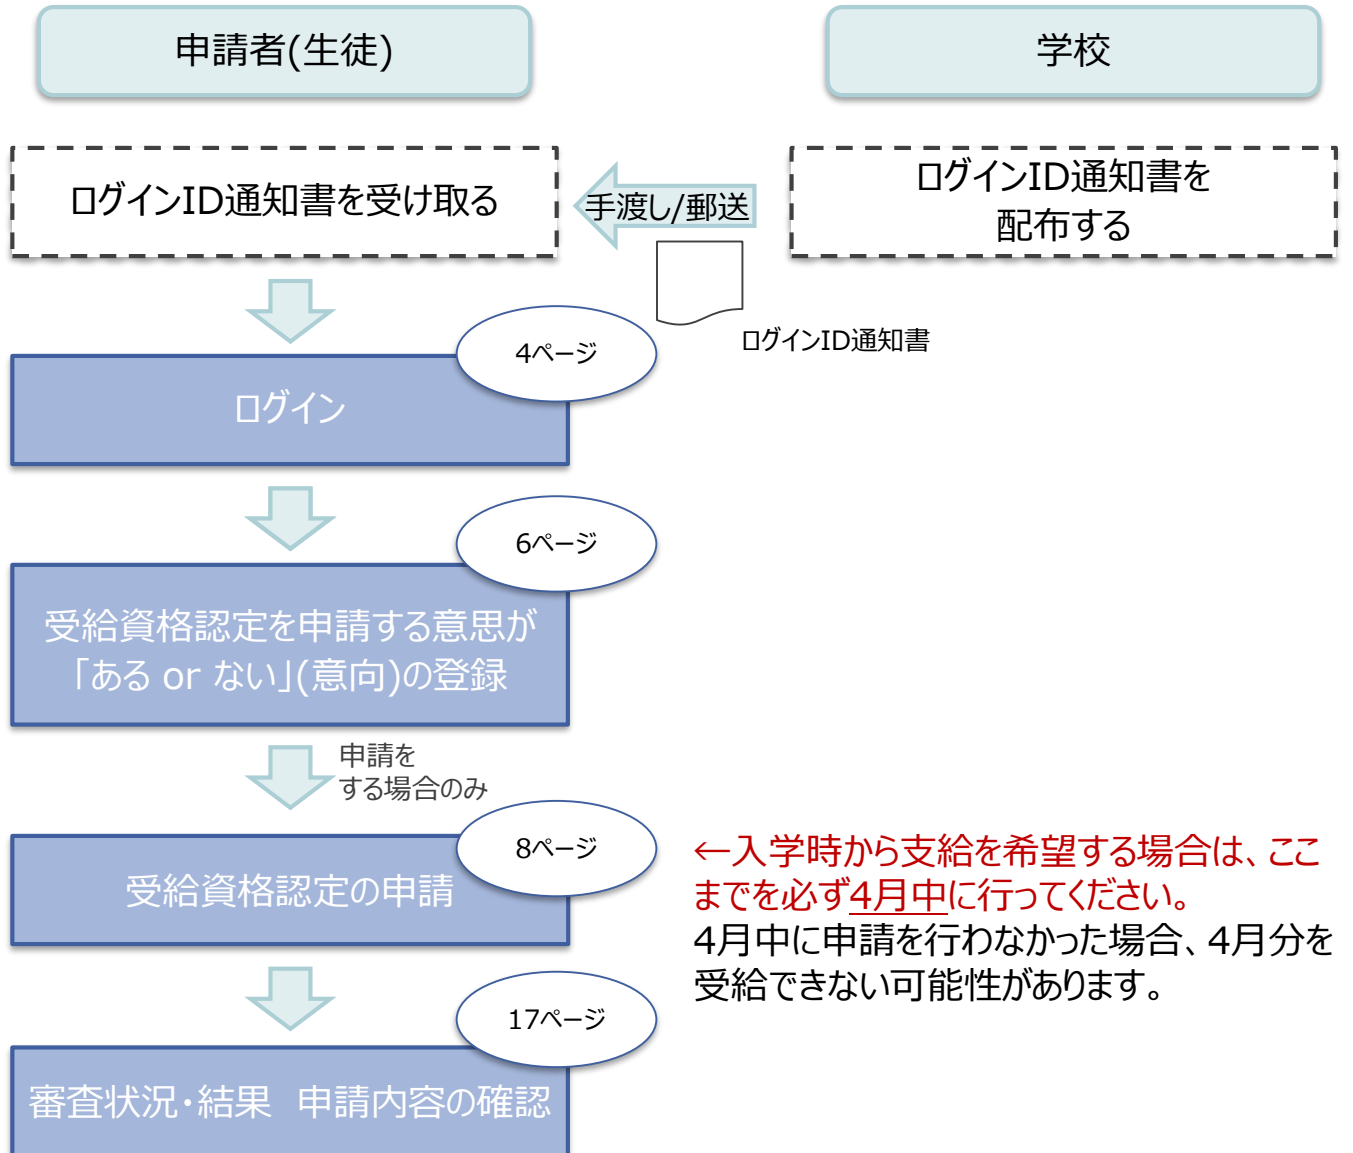 申請者(生徒)
学校
ログインID通知書を受け取る
手渡し/郵送
ログインID通知書を
配布する
ログインID通知書
4ページ
ログイン
6ページ
受給資格認定を申請する意思が
「ある or ない」(意向)の登録
申請を
する場合のみ
8ページ
受給資格認定の申請
←入学時から支給を希望する場合は、ここ
までを必ず4月中に行ってください。
4月中に申請を行わなかった場合、4月分を
受給できない可能性があります。
17ページ
審査状況・結果　申請内容の確認